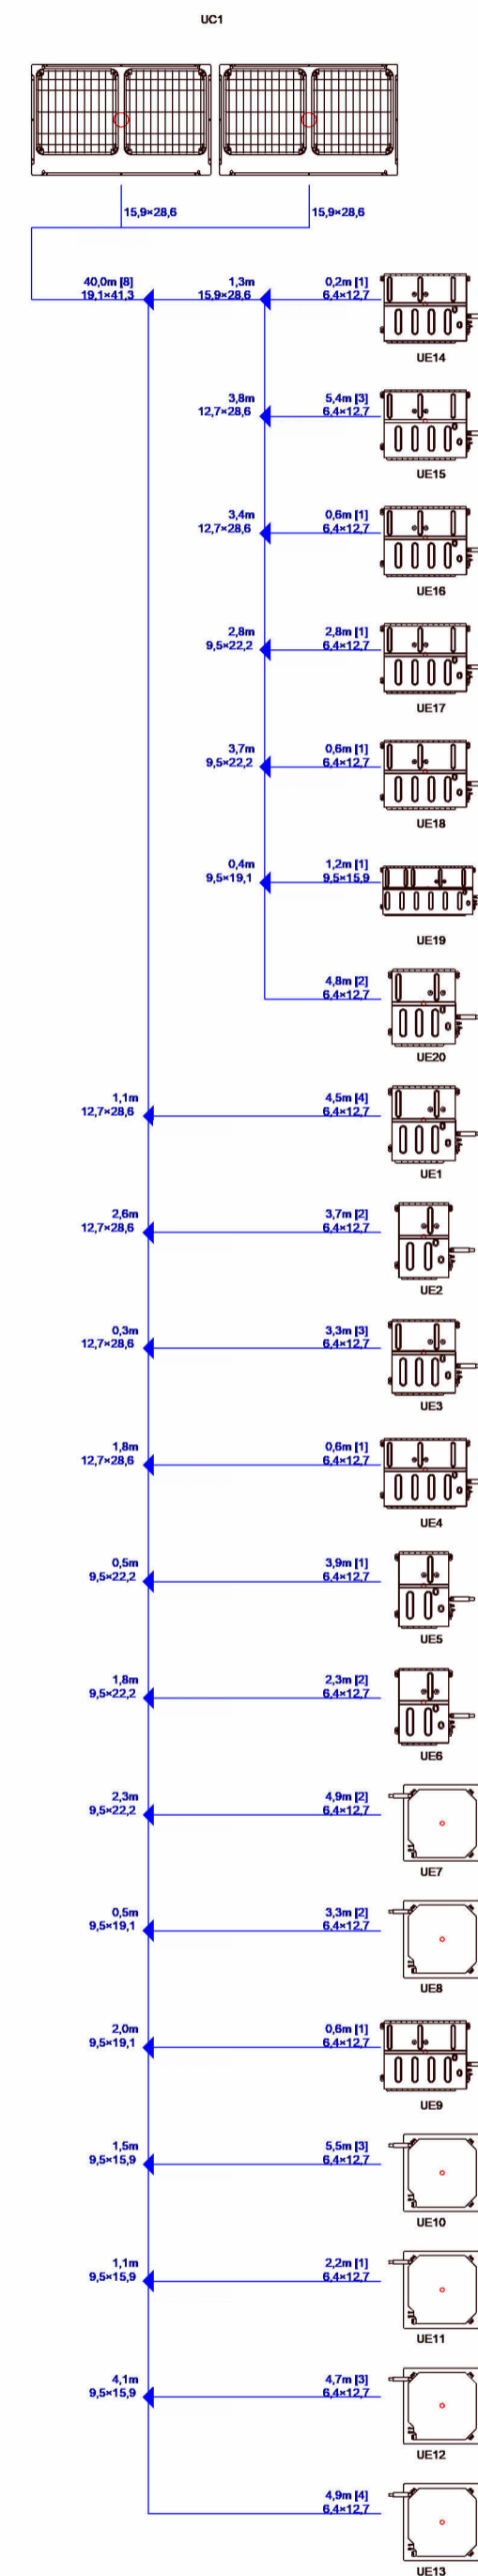 UC1
15,9×28,6 15,9×28,6
40,0m [8] 1,3m 0,2m [1]
19,1×41,3 15,9×28,6 6,4×12,7
UE14
3,8m 5,4m [3]
12,7×28,6 6,4×12,7
UE15
3,4m 0,6m [1]
12,7×28,6 6,4×12,7
UE16
2,8m 2,8m [1]
9,5×22,2 6,4×12,7
UE17
3,7m 0,6m [1]
9,5×22,2 6,4×12,7
UE18
0,4m 1,2m [1]
9,5×19,1 9,5×15,9
UE19
4,8m [2]
6,4×12,7
UE20
1,1m 4,5m [4]
12,7×28,6 6,4×12,7
UE1
2,6m 3,7m [2]
12,7×28,6 6,4×12,7
UE2
0,3m 3,3m [3]
12,7×28,6 6,4×12,7
UE3
1,8m 0,6m [1]
12,7×28,6 6,4×12,7
UE4
0,5m 3,9m [1]
9,5×22,2 6,4×12,7
UE5
1,8m 2,3m [2]
9,5×22,2 6,4×12,7
UE6
2,3m 4,9m [2]
9,5×22,2 6,4×12,7
UE7
0,5m 3,3m [2]
9,5×19,1 6,4×12,7
UE8
2,0m 0,6m [1]
9,5×19,1 6,4×12,7
UE9
1,5m 5,5m [3]
9,5×15,9 6,4×12,7
UE10
1,1m 2,2m [1]
9,5×15,9 6,4×12,7
UE11
4,1m 4,7m [3]
9,5×15,9 6,4×12,7
UE12
4,9m [4]
6,4×12,7
UE13